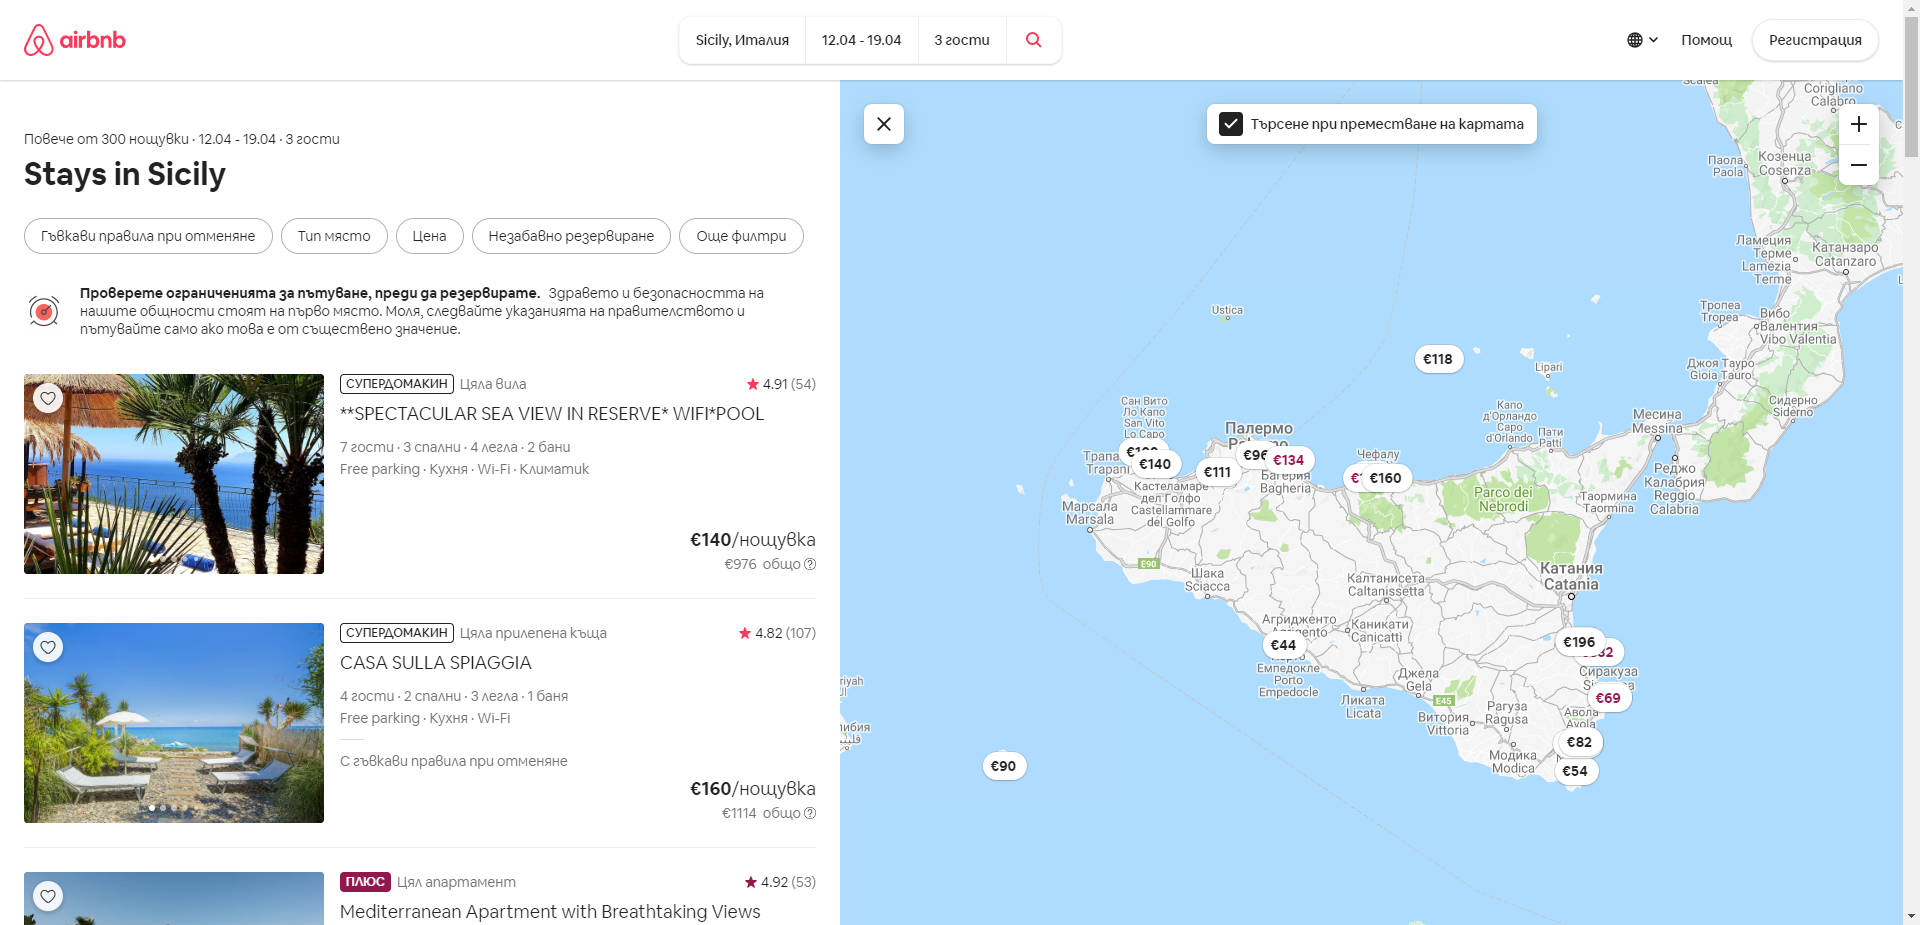 airbnb
Sicily, Италия
12.04 - 19.04
3 гости
Помощ
Регистрация
Повече от 300 нощувки · 12.04 - 19.04 · 3 гости
Stays in Sicily
Гъвкави правила при отменяне
Тип място
Цена
Незабавно резервиране
Още филтри
Проверете ограниченията за пътуване, преди да резервирате. Здравето и безопасността на
нашите общности стоят на първо място. Моля, следвайте указанията на правителството и
пътувайте само ако това е от съществено значение.
СУПЕРДОМАКИН Цяла вила
4.91 (54)
**SPECTACULAR SEA VIEW IN RESERVE* WIFI*POOL
7 гости · 3 спални · 4 легла · 2 бани
Free parking · Кухня · Wi-Fi · Климатик
€140/нощувка
€976 общо
СУПЕРДОМАКИН Цяла прилепена къща
4.82 (107)
CASA SULLA SPIAGGIA
4 гости · 2 спални · 3 легла · 1 баня
Free parking · Кухня · Wi-Fi
С гъвкави правила при отменяне
€160/нощувка
€1114 общо
ПЛЮС Цял апартамент
4.92 (53)
Mediterranean Apartment with Breathtaking Views
Търсене при преместване на картата
Corigliano
Calabro
Паола
Paola
Козенца
Cosenza
Ламеция
Терме
Lamezia
Terme
Катанзаро
Catanzaro
Тропеа
Tropea
Вибо
Валентия
Vibo Valentia
Джоя Тауро
Gioia Tauro
Сидерно
Siderno
Ustica
€118
Lipari
Сан Вито
Ло Капо
San Vito
Lo Capo
Палермо
Капо
д'Орландо
Capo
d'Orlando
Пати
Patti
Месина
Messina
Реджо
Калабрия
Reggio
Calabria
€140
€111
€96
€134
Багерия
Bagheria
Чефалу
€160
Марсала
Marsala
Кастеламаре
дел Голфо
Castellammare
del Golfo
Parco dei
Nebrodi
Таормина
Taormina
E90
Шака
Sciacca
Калтанисета
Caltanissetta
Катания
Catania
Агридженто
Agrigento
Каникати
Canicattì
€44
Емпедокле
Porto
Empedocle
€196
Сиракуза
Джела
Gela
€69
Ликата
Licata
E45
Витория
Vittoria
Рагуза
Ragusa
Авола
Avola
€82
Модика
Modica
€54
€90